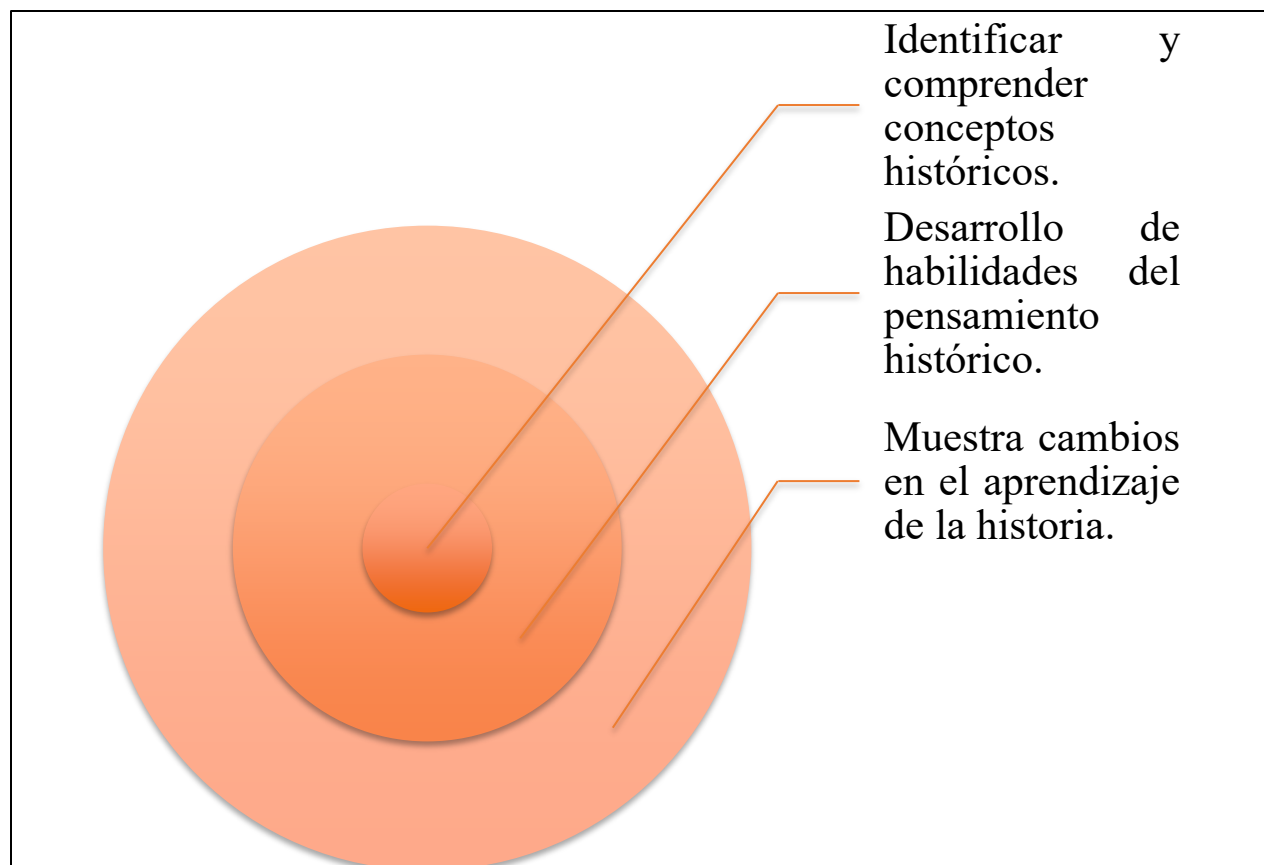 Identificar y
comprender
conceptos
históricos.
Desarrollo de
habilidades del
pensamiento
histórico.
Muestra cambios
en el aprendizaje
de la historia.